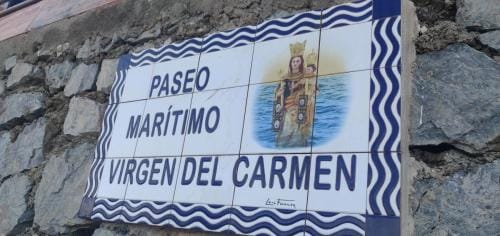 PASEO
MARÍTIMO
VIRGEN DEL CARMEN